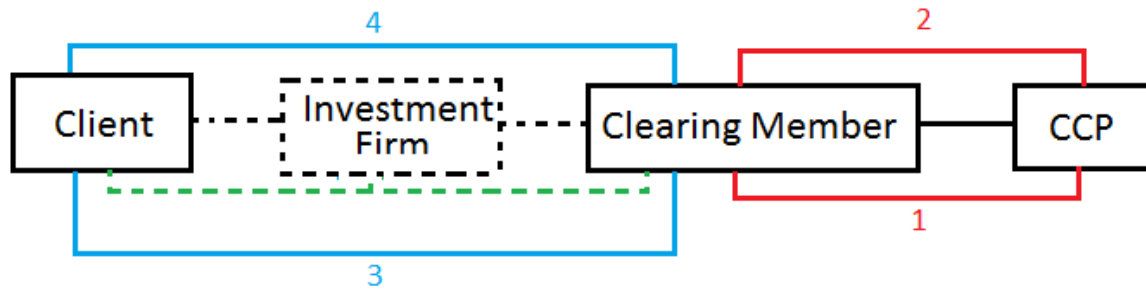 4
2
Client
Investment
Firm
Clearing Member
CCP
3
1